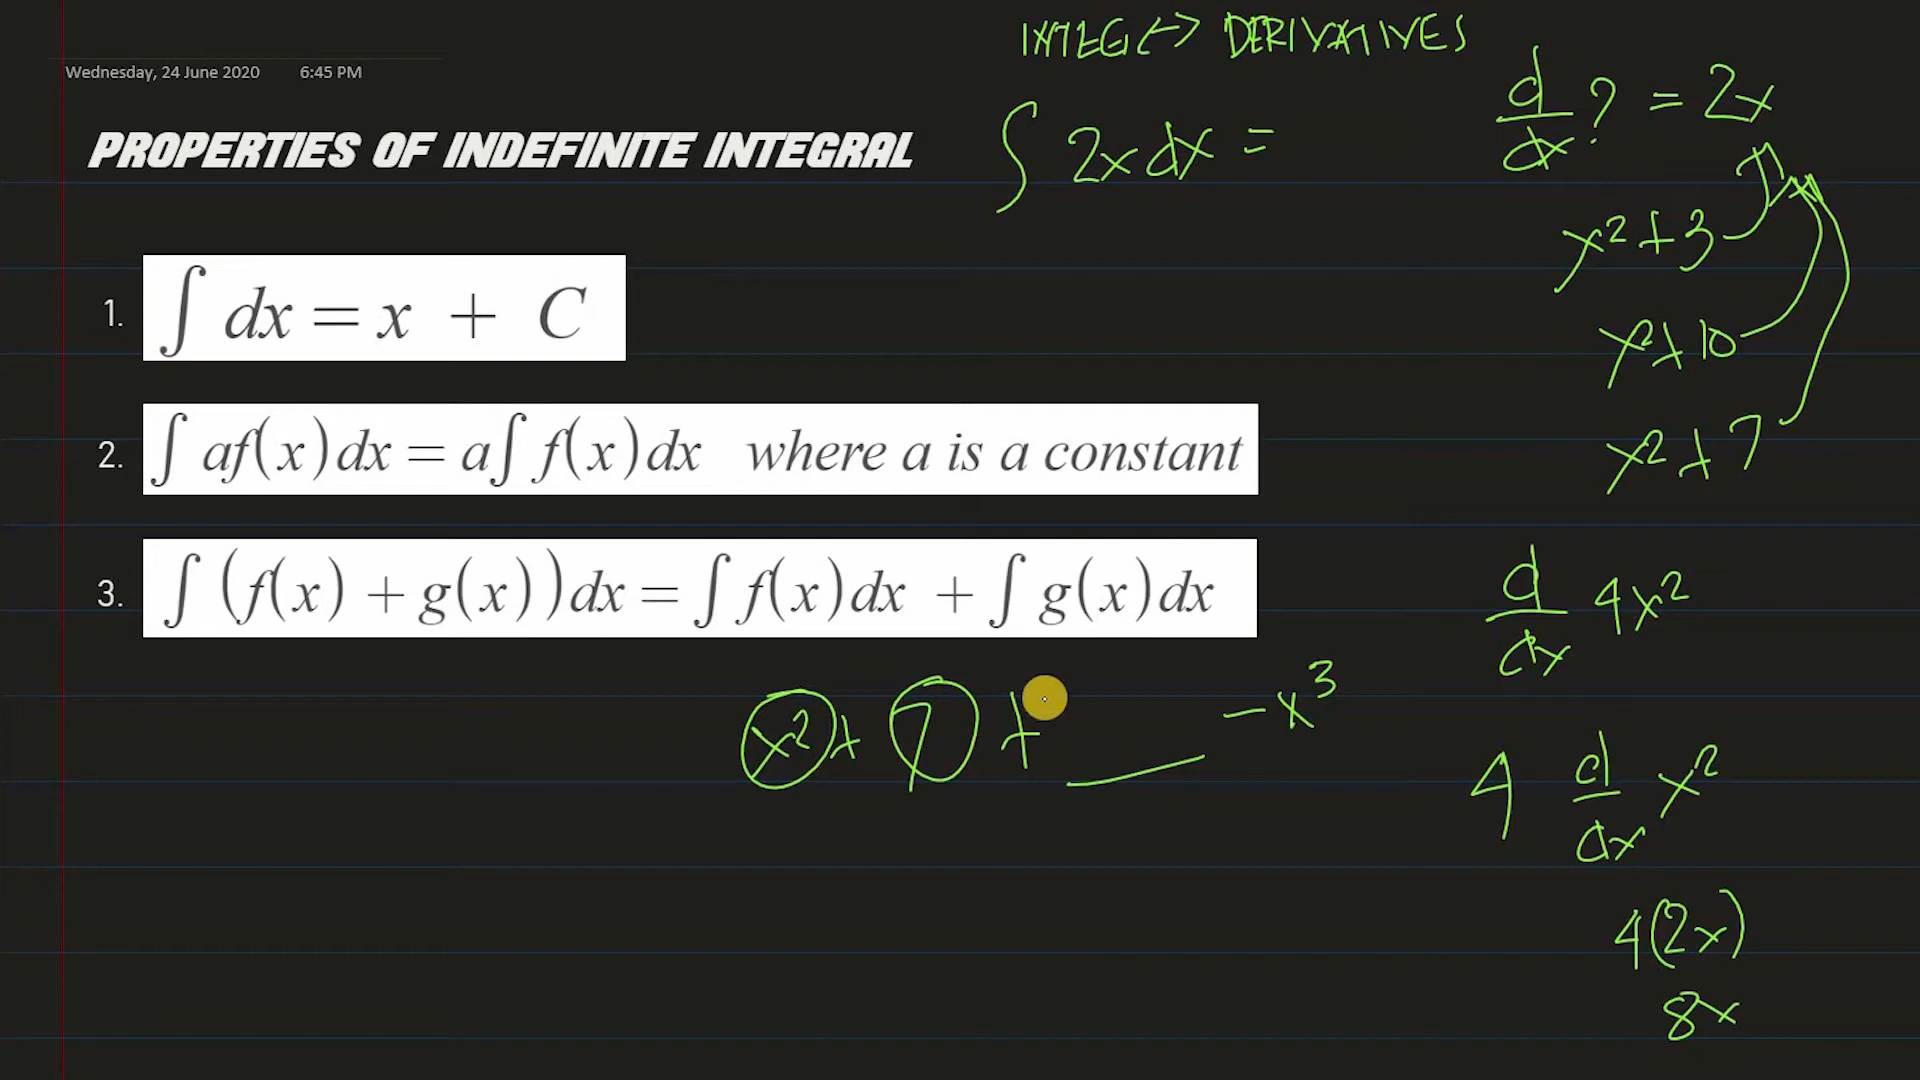 INTEG <-> DERIVATIVES
Wednesday, 24 June 2020 6:45 PM
PROPERTIES OF INDEFINITE INTEGRAL
∫ 2x dx =
d/dx ? = 2x
2x
x² + 3
x² + 10
x² + 7
1. ∫ dx = x + C
2. ∫ af(x) dx = a∫ f(x) dx where a is a constant
3. ∫ (f(x) + g(x)) dx = ∫ f(x) dx + ∫ g(x) dx
x² + 7 + ___ - x³
d/dx 4x²
4 d/dx x²
4(2x)
8x